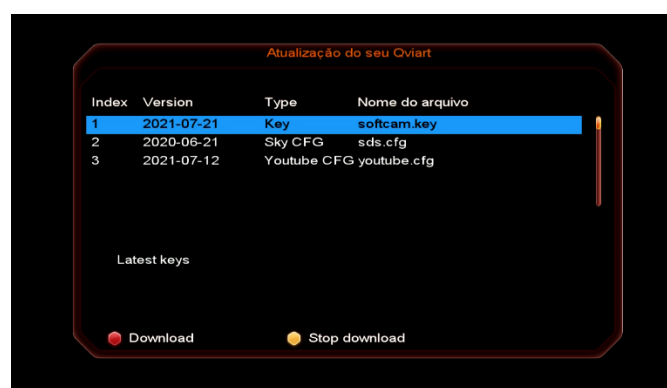 Atualização do seu Qviart
Index Version Type Nome do arquivo
1 2021-07-21 Key softcam.key
2 2020-06-21 Sky CFG sds.cfg
3 2021-07-12 Youtube CFG youtube.cfg
Latest keys
Download Stop download